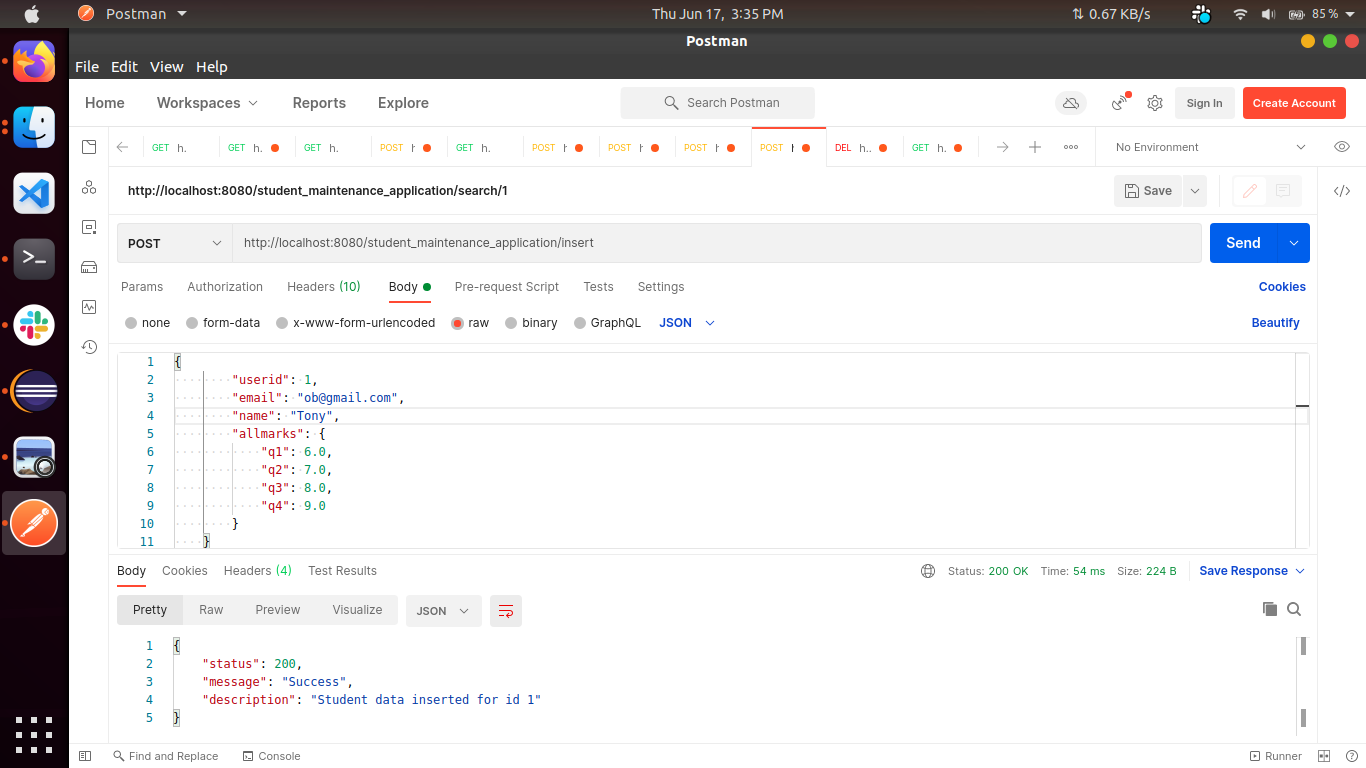 Postman Thu Jun 17, 3:35 PM 0.67 KB/s 85 %
Postman
File Edit View Help
Home Workspaces Reports Explore Search Postman Sign In Create Account
GET h. GET h. GET h. POST h GET h. POST h POST h POST h POST h DEL h.. GET h. No Environment
http://localhost:8080/student_maintenance_application/search/1 Save
POST http://localhost:8080/student_maintenance_application/insert Send
Params Authorization Headers (10) Body Pre-request Script Tests Settings Cookies
none form-data x-www-form-urlencoded raw binary GraphQL JSON Beautify
1 {
2 "userid": 1,
3 "email": "ob@gmail.com",
4 "name": "Tony",
5 "allmarks": {
6 "q1": 6.0,
7 "q2": 7.0,
8 "q3": 8.0,
9 "q4": 9.0
10 }
11 }
Body Cookies Headers (4) Test Results Status: 200 OK Time: 54 ms Size: 224 B Save Response
Pretty Raw Preview Visualize JSON
1 {
2 "status": 200,
3 "message": "Success",
4 "description": "Student data inserted for id 1"
5 }
Find and Replace Console Runner